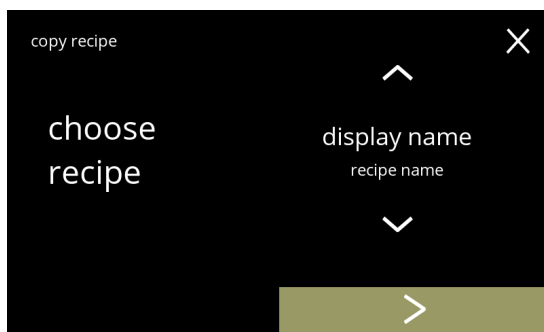 copy recipe
choose
recipe
display name
recipe name